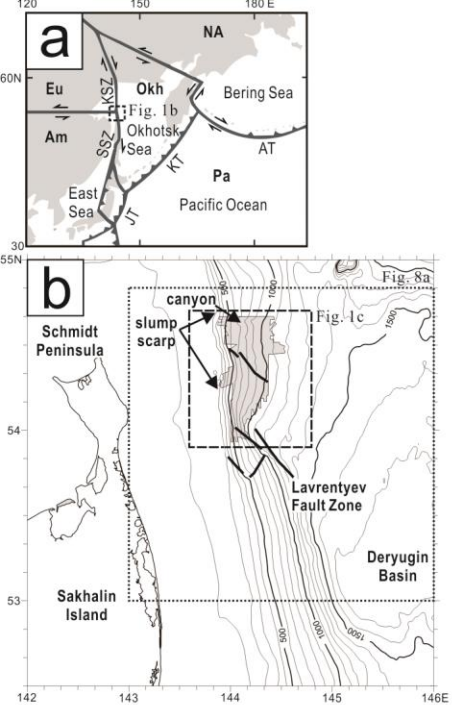 120
150
180 E
a
NA
60N
Eu
KSZ
Okh
Bering Sea
Fig. 1b
Am
Okhotsk
Sea
SSZ
KT
AT
Pa
East
Sea
JT
Pacific Ocean
30
55N
b
500
1000
Fig. 8a
canyon
1500
Fig. 1c
slump
scarp
Schmidt
Peninsula
54
Lavrentyev
Fault Zone
Deryugin
Basin
53
Sakhalin
Island
500
1000
1500
142
143
144
145
146E